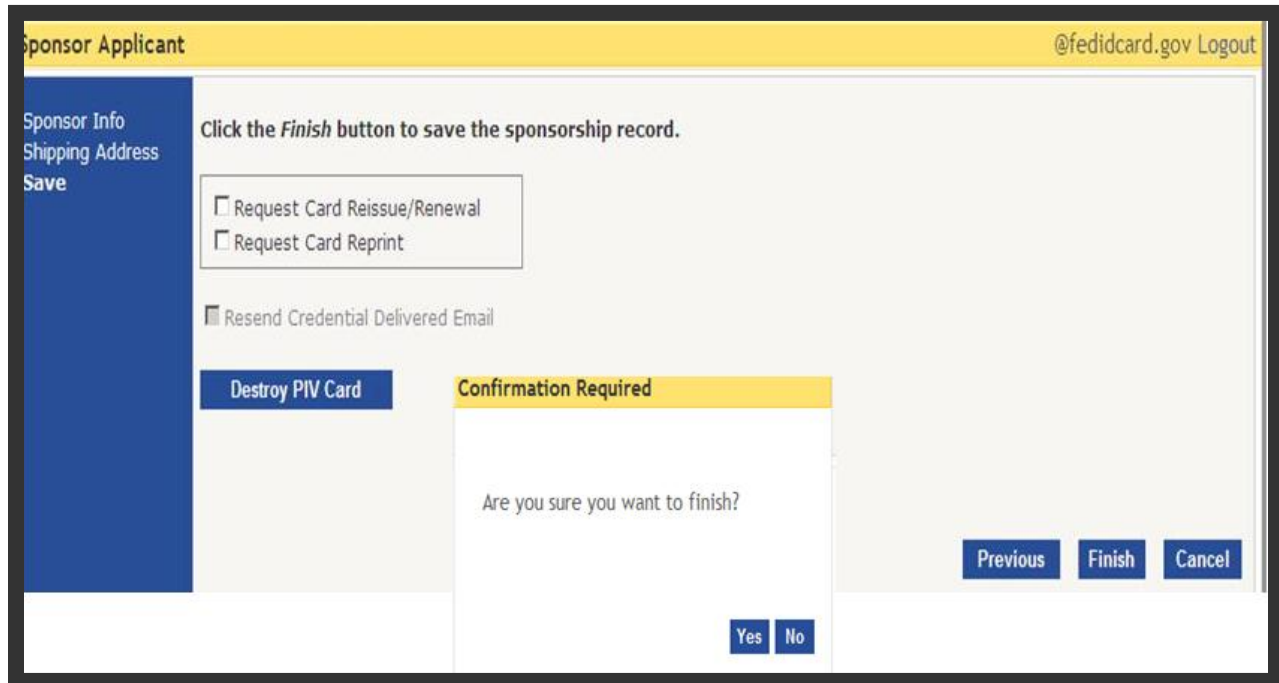 Sponsor Applicant
@fedidcard.gov Logout
Sponsor Info
Shipping Address
Save
Click the Finish button to save the sponsorship record.
Request Card Reissue/Renewal
Request Card Reprint
Resend Credential Delivered Email
Destroy PIV Card
Confirmation Required
Are you sure you want to finish?
Yes No
Previous Finish Cancel